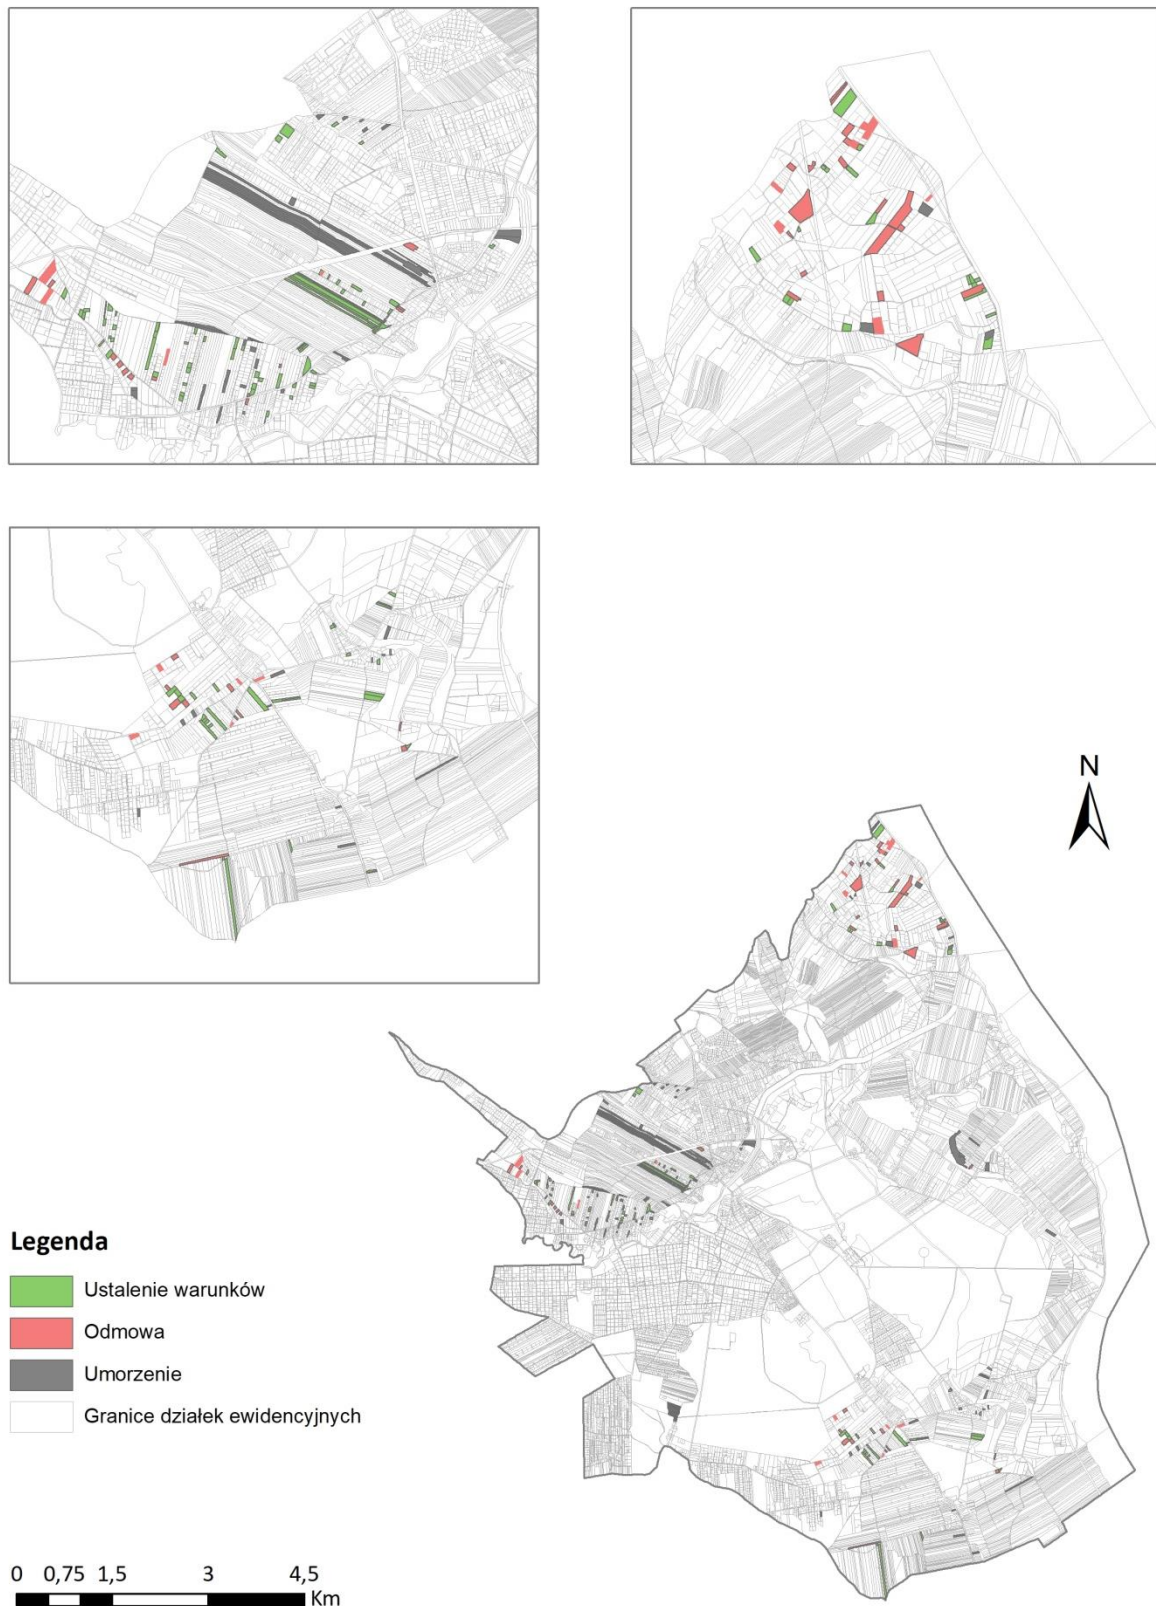 N
Legenda
Ustalenie warunków
Odmowa
Umorzenie
Granice działek ewidencyjnych
0 0,75 1,5 3 4,5
Km